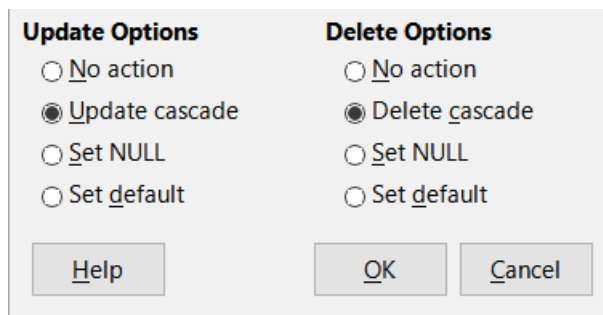 Update Options
No action
Update cascade
Set NULL
Set default
Delete Options
No action
Delete cascade
Set NULL
Set default
Help
OK
Cancel